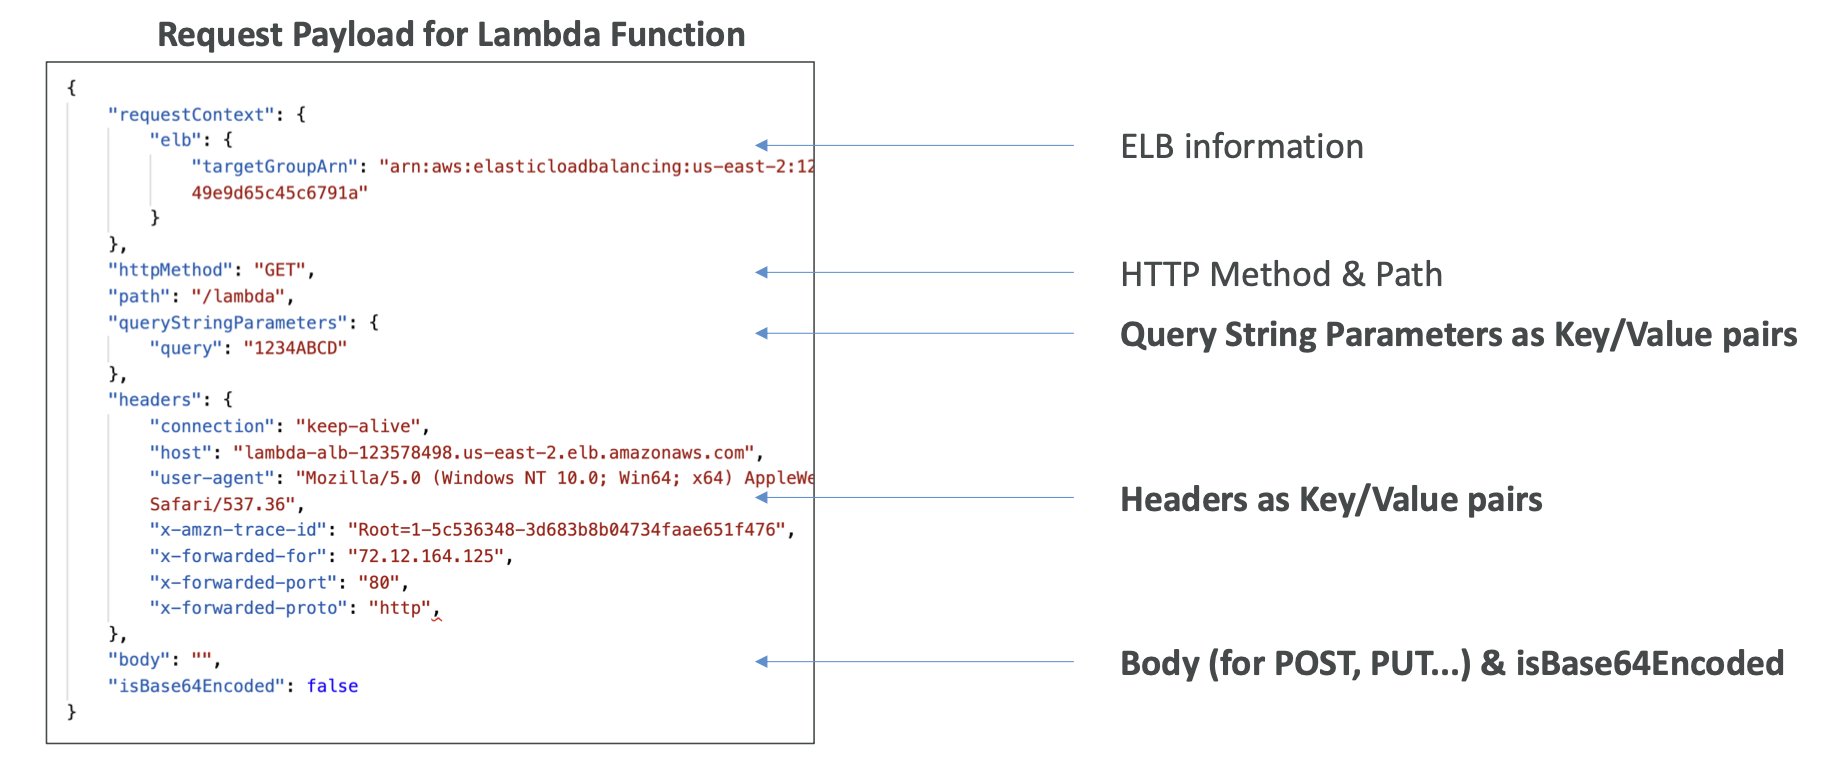 Request Payload for Lambda Function
{
"requestContext": {
"elb": {
"targetGroupArn": "arn:aws:elasticloadbalancing:us-east-2:12
49e9d65c45c6791a"
}
},
"httpMethod": "GET",
"path": "/lambda",
"queryStringParameters": {
"query": "1234ABCD"
},
"headers": {
"connection": "keep-alive",
"host": "lambda-alb-123578498.us-east-2.elb.amazonaws.com",
"user-agent": "Mozilla/5.0 (Windows NT 10.0; Win64; x64) AppleWe
Safari/537.36",
"x-amzn-trace-id": "Root=1-5c536348-3d683b8b04734faae651f476",
"x-forwarded-for": "72.12.164.125",
"x-forwarded-port": "80",
"x-forwarded-proto": "http",
},
"body": "",
"isBase64Encoded": false
}
ELB information
HTTP Method & Path
Query String Parameters as Key/Value pairs
Headers as Key/Value pairs
Body (for POST, PUT...) & isBase64Encoded